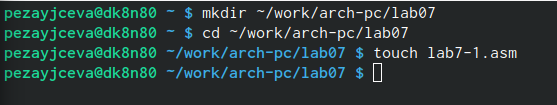 pezayjceva@dk8n80 ~ $ mkdir ~/work/arch-pc/lab07
pezayjceva@dk8n80 ~ $ cd ~/work/arch-pc/lab07
pezayjceva@dk8n80 ~/work/arch-pc/lab07 $ touch lab7-1.asm
pezayjceva@dk8n80 ~/work/arch-pc/lab07 $